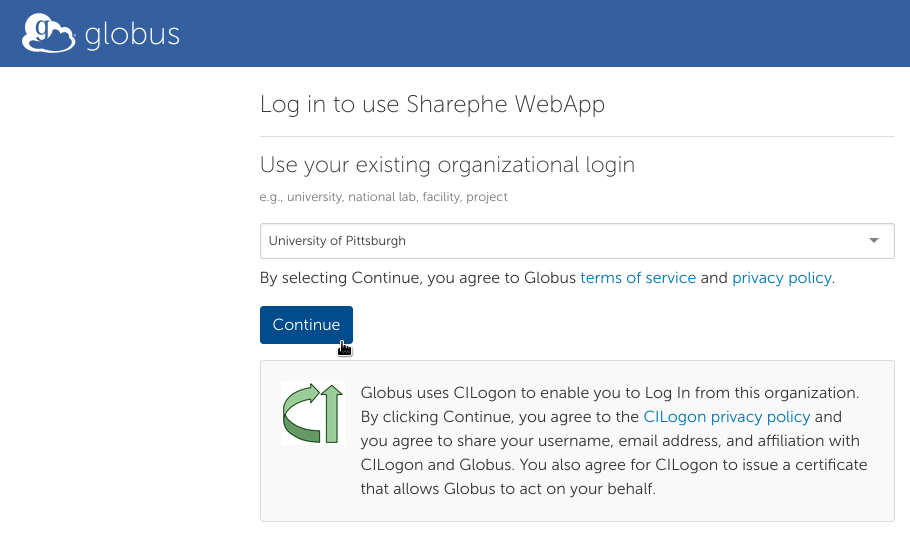 globus
Log in to use Sharephe WebApp
Use your existing organizational login
e.g., university, national lab, facility, project
University of Pittsburgh
By selecting Continue, you agree to Globus terms of service and privacy policy.
Continue
Globus uses CILogon to enable you to Log In from this organization.
By clicking Continue, you agree to the CILogon privacy policy and
you agree to share your username, email address, and affiliation with
CILogon and Globus. You also agree for CILogon to issue a certificate
that allows Globus to act on your behalf.